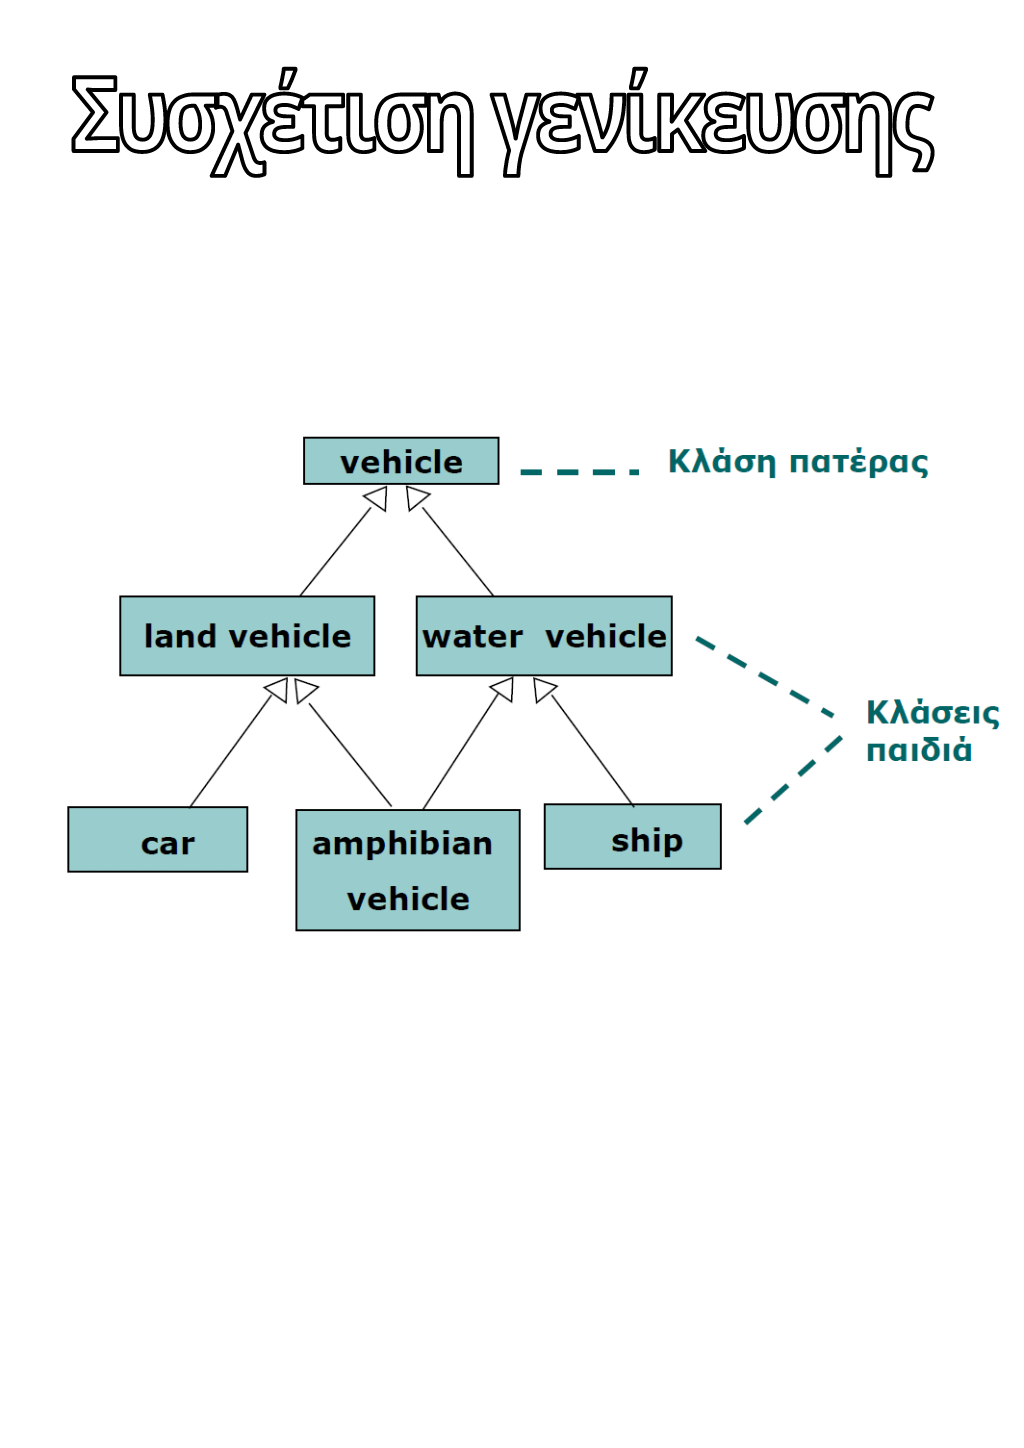 Συσχέτιση γενίκευσης
vehicle
Κλάση πατέρας
land vehicle
water vehicle
Κλάσεις
παιδιά
car
amphibian
vehicle
ship